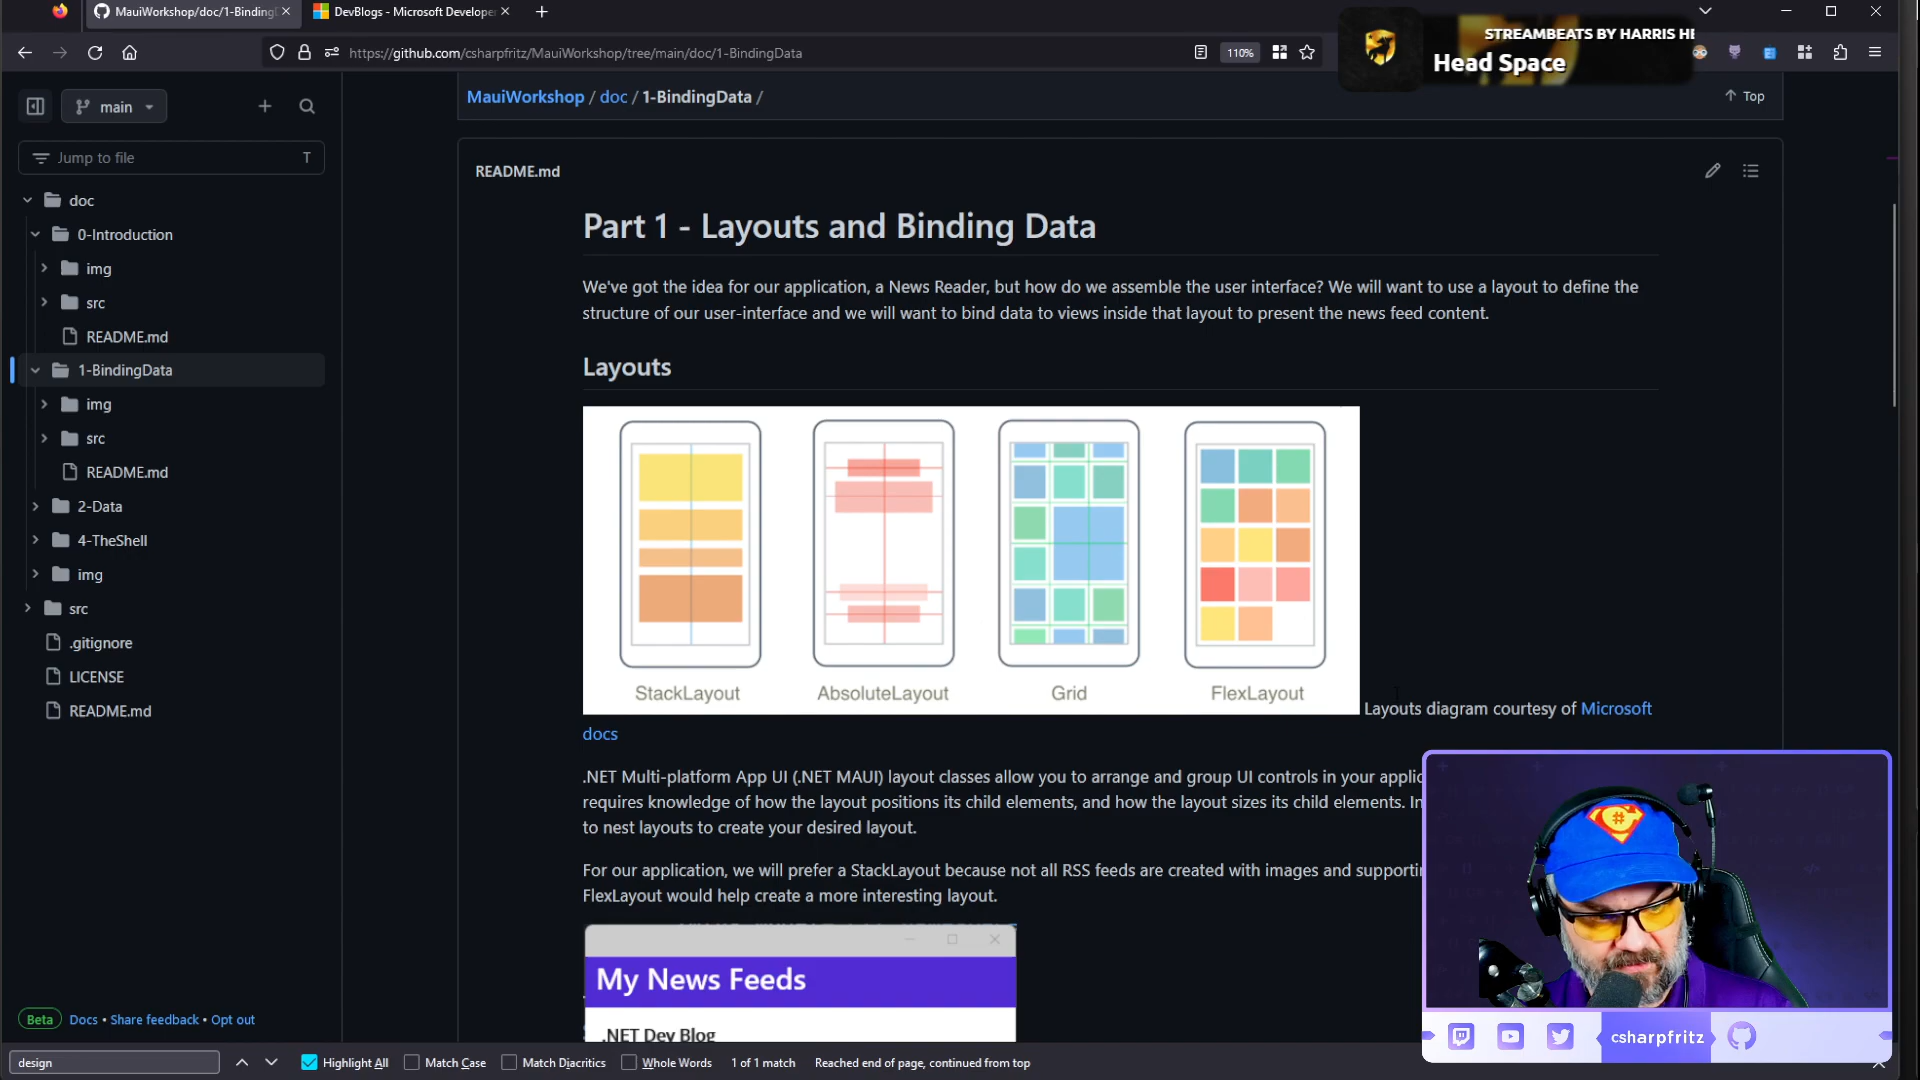 MauiWorkshop/doc/1-Binding
DevBlogs - Microsoft Develope
https://github.com/csharpfritz/MauiWorkshop/tree/main/doc/1-BindingData
110%
STREAMBEATS BY HARRIS HE
Head Space
main
MauiWorkshop / doc / 1-BindingData /
Top
Jump to file
T
doc
0-Introduction
img
src
README.md
1-BindingData
img
src
README.md
2-Data
4-TheShell
img
src
.gitignore
LICENSE
README.md
Beta Docs • Share feedback • Opt out
README.md
Part 1 - Layouts and Binding Data
We've got the idea for our application, a News Reader, but how do we assemble the user interface? We will want to use a layout to define the
structure of our user-interface and we will want to bind data to views inside that layout to present the news feed content.
Layouts
StackLayout
AbsoluteLayout
Grid
FlexLayout
Layouts diagram courtesy of Microsoft
docs
.NET Multi-platform App UI (.NET MAUI) layout classes allow you to arrange and group UI controls in your applic
requires knowledge of how the layout positions its child elements, and how the layout sizes its child elements. In
to nest layouts to create your desired layout.
For our application, we will prefer a StackLayout because not all RSS feeds are created with images and supportin
FlexLayout would help create a more interesting layout.
My News Feeds
.NET Dev Blog
C#
csharpfritz
design
Highlight All
Match Case
Match Diacritics
Whole Words
1 of 1 match
Reached end of page, continued from top